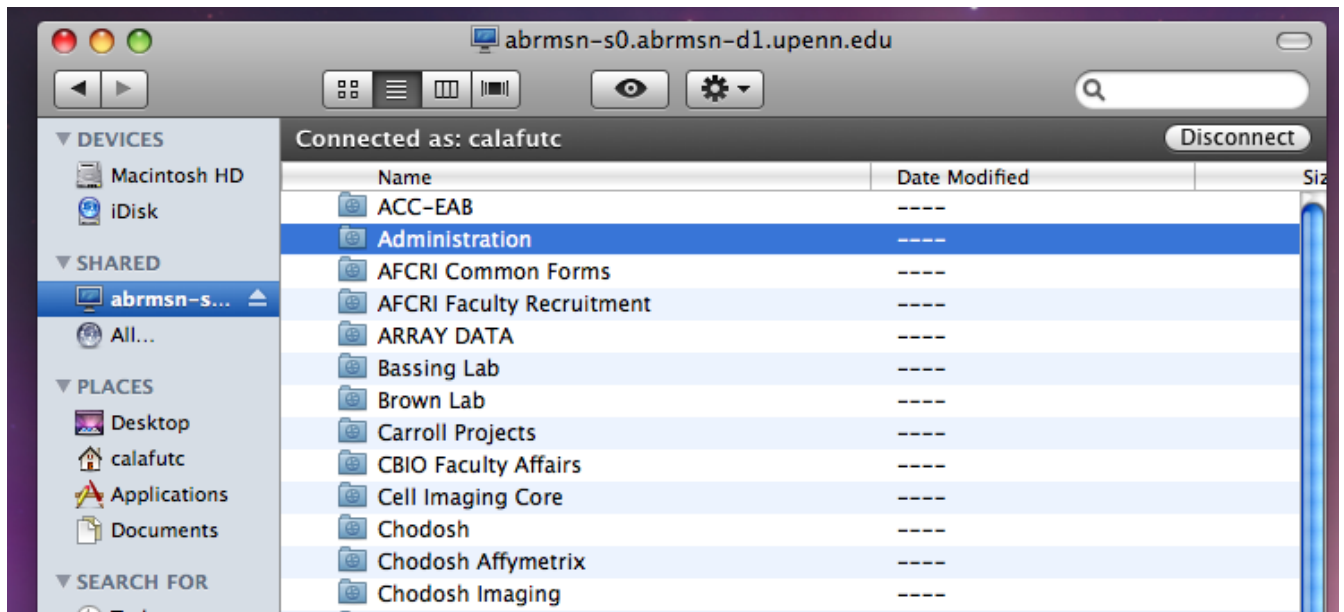 abrmsn-s0.abrmsn-d1.upenn.edu
DEVICES
Macintosh HD
iDisk
SHARED
abrmsn-s...
All...
PLACES
Desktop
calafutc
Applications
Documents
SEARCH FOR
Connected as: calafutc Disconnect
Name Date Modified
ACC-EAB ----
Administration ----
AFCRI Common Forms ----
AFCRI Faculty Recruitment ----
ARRAY DATA ----
Bassing Lab ----
Brown Lab ----
Carroll Projects ----
CBIO Faculty Affairs ----
Cell Imaging Core ----
Chodosh ----
Chodosh Affymetrix ----
Chodosh Imaging ----